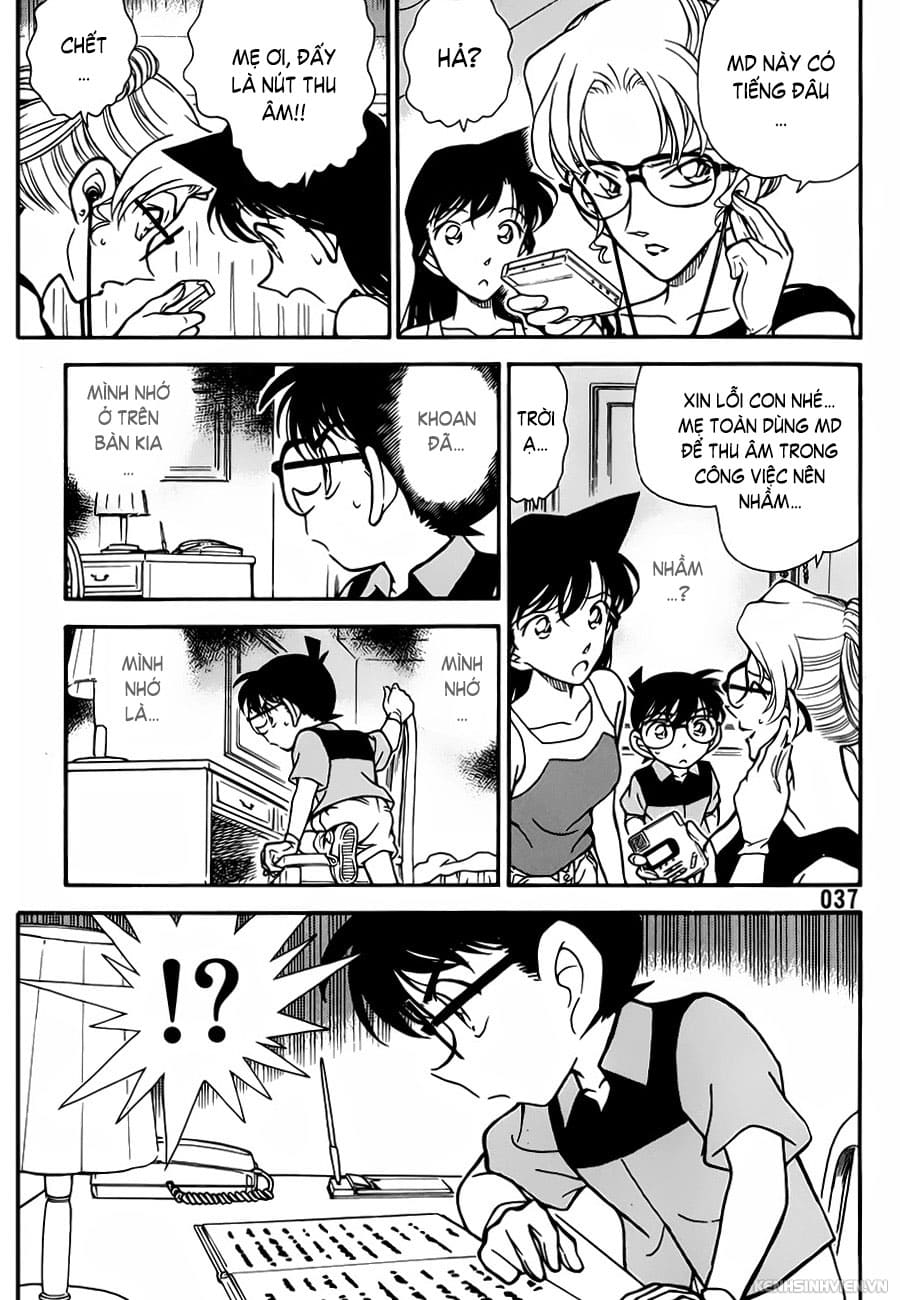 MD NÀY CÓ
TIẾNG ĐÂU
...
HẢ?
MẸ ƠI, ĐẤY
LÀ NÚT THU
ÂM!!
CHẾT
...
XIN LỖI CON NHÉ...
MẸ TOÀN DÙNG MD
ĐỂ THU ÂM TRONG
CÔNG VIỆC NÊN
NHẦM...
TRỜI
Ạ...
NHẦM
...?
KHOAN
ĐÃ...
MÌNH NHỚ
Ở TRÊN
BÀN KIA
...
MÌNH
NHỚ
...
MÌNH
NHỚ
LÀ...
037
!?
KENHSINHVIEN.VN